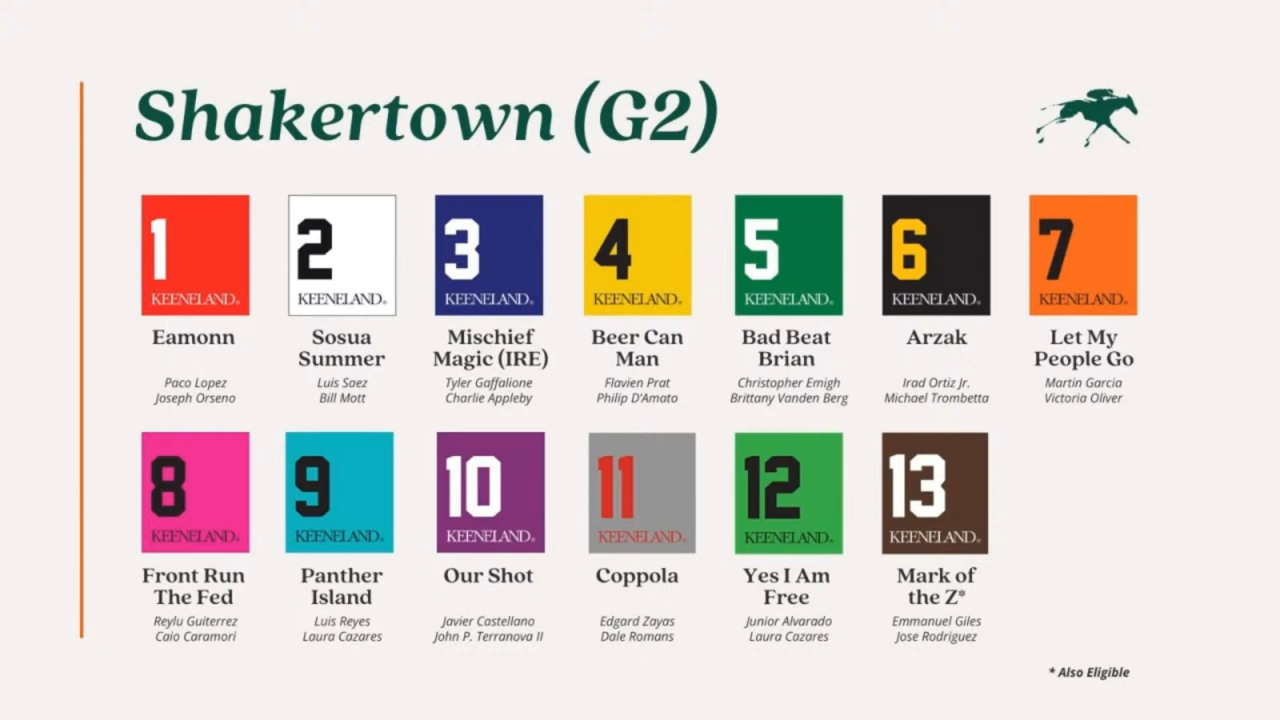 Shakertown (G2)
1
KEENELAND®
2
KEENELAND®
3
KEENELAND®
4
KEENELAND®
5
KEENELAND®
6
KEENELAND®
7
KEENELAND®
Eamonn
Paco Lopez
Joseph Orseno
Sosua
Summer
Luis Saez
Bill Mott
Mischief
Magic (IRE)
Tyler Gaffalione
Charlie Appleby
Beer Can
Man
Flavien Prat
Philip D'Amato
Bad Beat
Brian
Christopher Emigh
Brittany Vanden Berg
Arzak
Irad Ortiz Jr.
Michael Trombetta
Let My
People Go
Martin Garcia
Victoria Oliver
8
KEENELAND®
9
KEENELAND®
10
KEENELAND®
11
KEENELAND®
12
KEENELAND®
13
KEENELAND®
Front Run
The Fed
Reylu Guiterrez
Caio Caramori
Panther
Island
Luis Reyes
Laura Cazares
Our Shot
Javier Castellano
John P. Terranova II
Coppola
Edgard Zayas
Dale Romans
Yes I Am
Free
Junior Alvarado
Laura Cazares
Mark of
the Z*
Emmanuel Giles
Jose Rodriguez
* Also Eligible